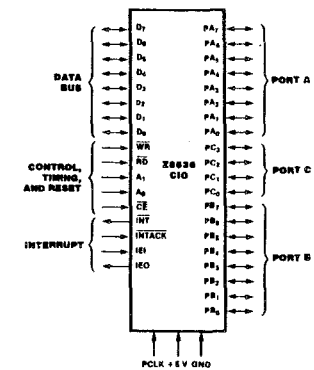 DATA
BUS
CONTROL,
TIMING,
AND RESET
INTERRUPT
D7
D6
D5
D4
D3
D2
D1
D0
WR
RD
A1
A0
CE
INT
INTACK
IEI
IEO
Z8036
CIO
PA7
PA6
PA5
PA4
PA3
PA2
PA1
PA0
PC3
PC2
PC1
PC0
PB7
PB6
PB5
PB4
PB3
PB2
PB1
PB0
PORT A
PORT C
PORT B
PCLK +5 V GND